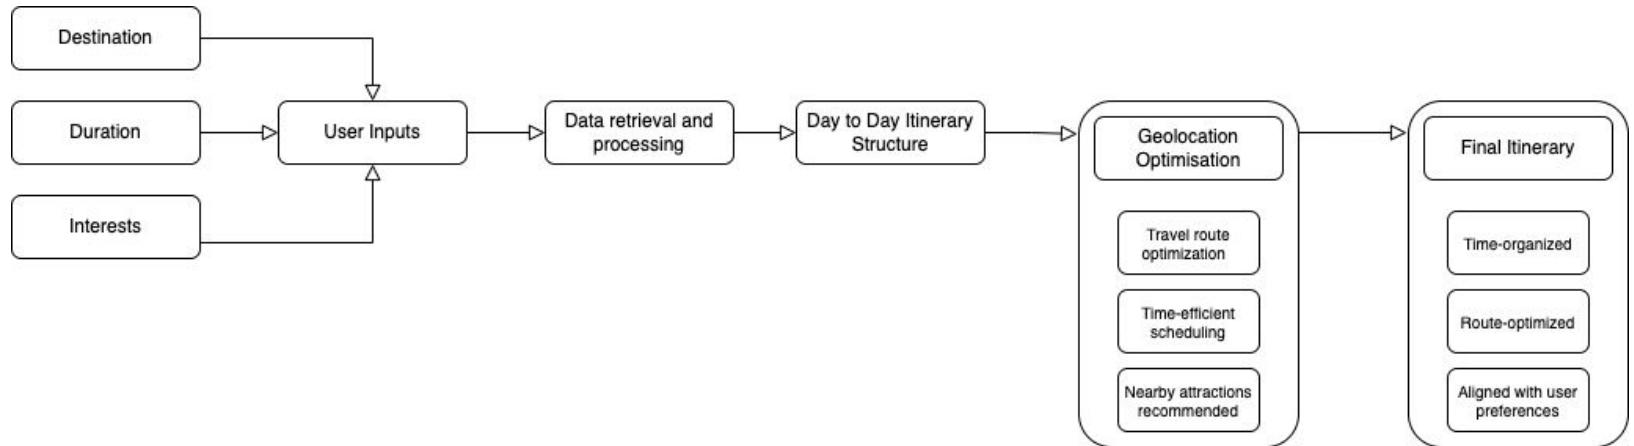 Destination
Duration
Interests
User Inputs
Data retrieval and
processing
Day to Day Itinerary
Structure
Geolocation
Optimisation
Travel route
optimization
Time-efficient
scheduling
Nearby attractions
recommended
Final Itinerary
Time-organized
Route-optimized
Aligned with user
preferences